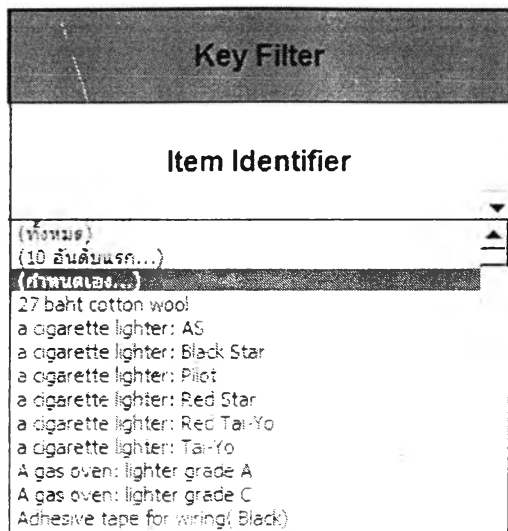 Key Filter
Item Identifier
(ทั้งหมด)
(10 อันดับแรก...)
(กำหนดเอง...)
27 baht cotton wool
a cigarette lighter: AS
a cigarette lighter: Black Star
a cigarette lighter: Pilot
a cigarette lighter: Red Star
a cigarette lighter: Red Tai-Yo
a cigarette lighter: Tai-Yo
A gas oven: lighter grade A
A gas oven: lighter grade C
Adhesive tape for wiring( Black)